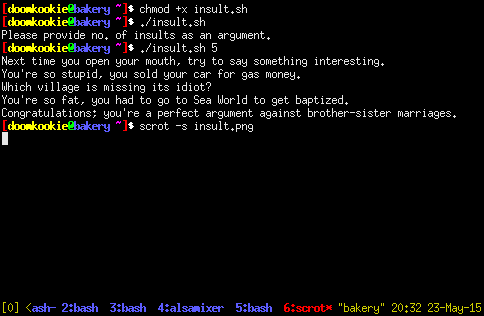 [doomkookie@bakery ~]$ chmod +x insult.sh
[doomkookie@bakery ~]$ ./insult.sh
Please provide no. of insults as an argument.
[doomkookie@bakery ~]$ ./insult.sh 5
Next time you open your mouth, try to say something interesting.
You're so stupid, you sold your car for gas money.
Which village is missing its idiot?
You're so fat, you had to go to Sea World to get baptized.
Congratulations; you're a perfect argument against brother-sister marriages.
[doomkookie@bakery ~]$ scrot -s insult.png
[0] <ash- 2:bash  3:bash  4:alsamixer  5:bash  6:scrot* "bakery" 20:32 23-May-15